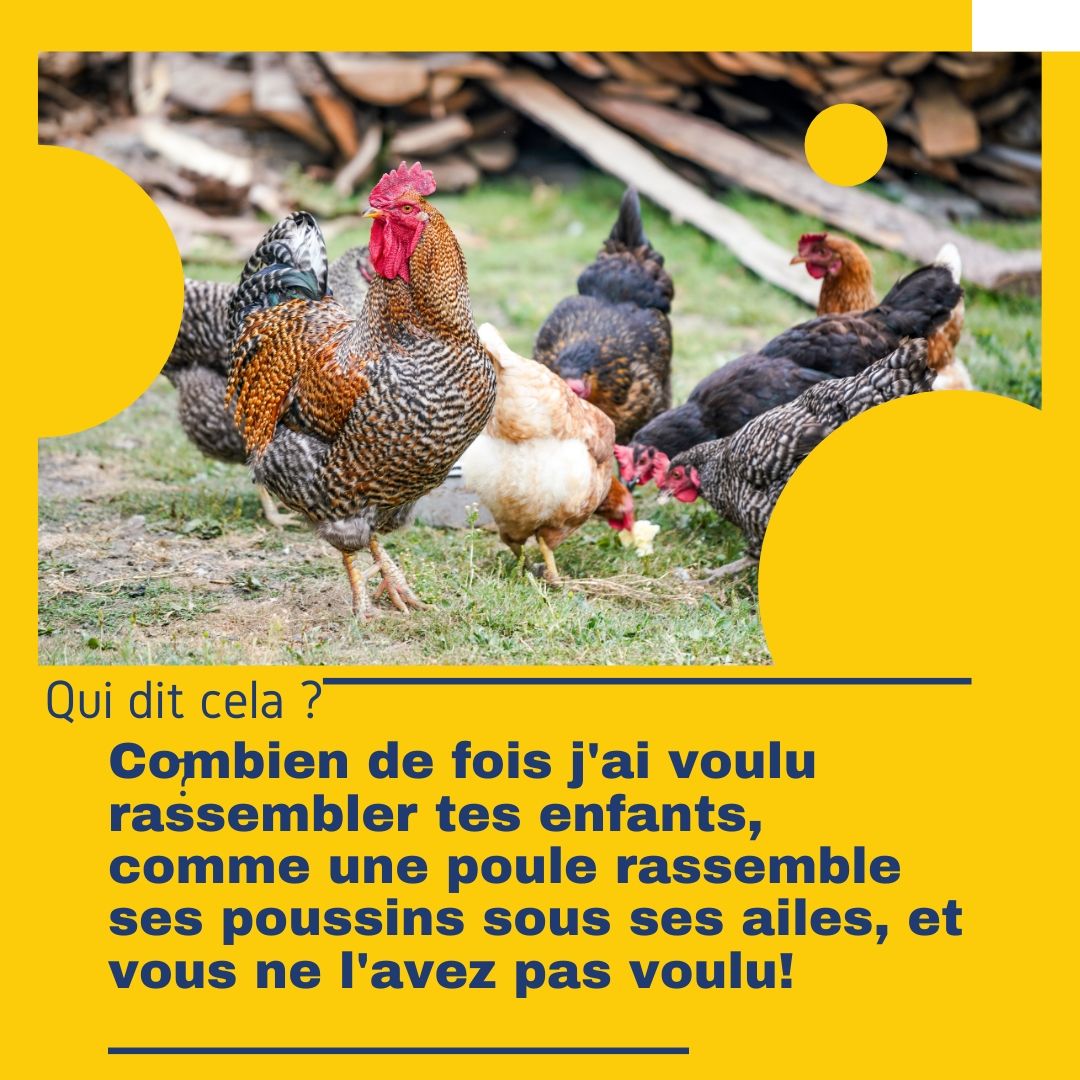 Qui dit cela ?
Combien de fois j'ai voulu
?
rassembler tes enfants,
comme une poule rassemble
ses poussins sous ses ailes, et
vous ne l'avez pas voulu!